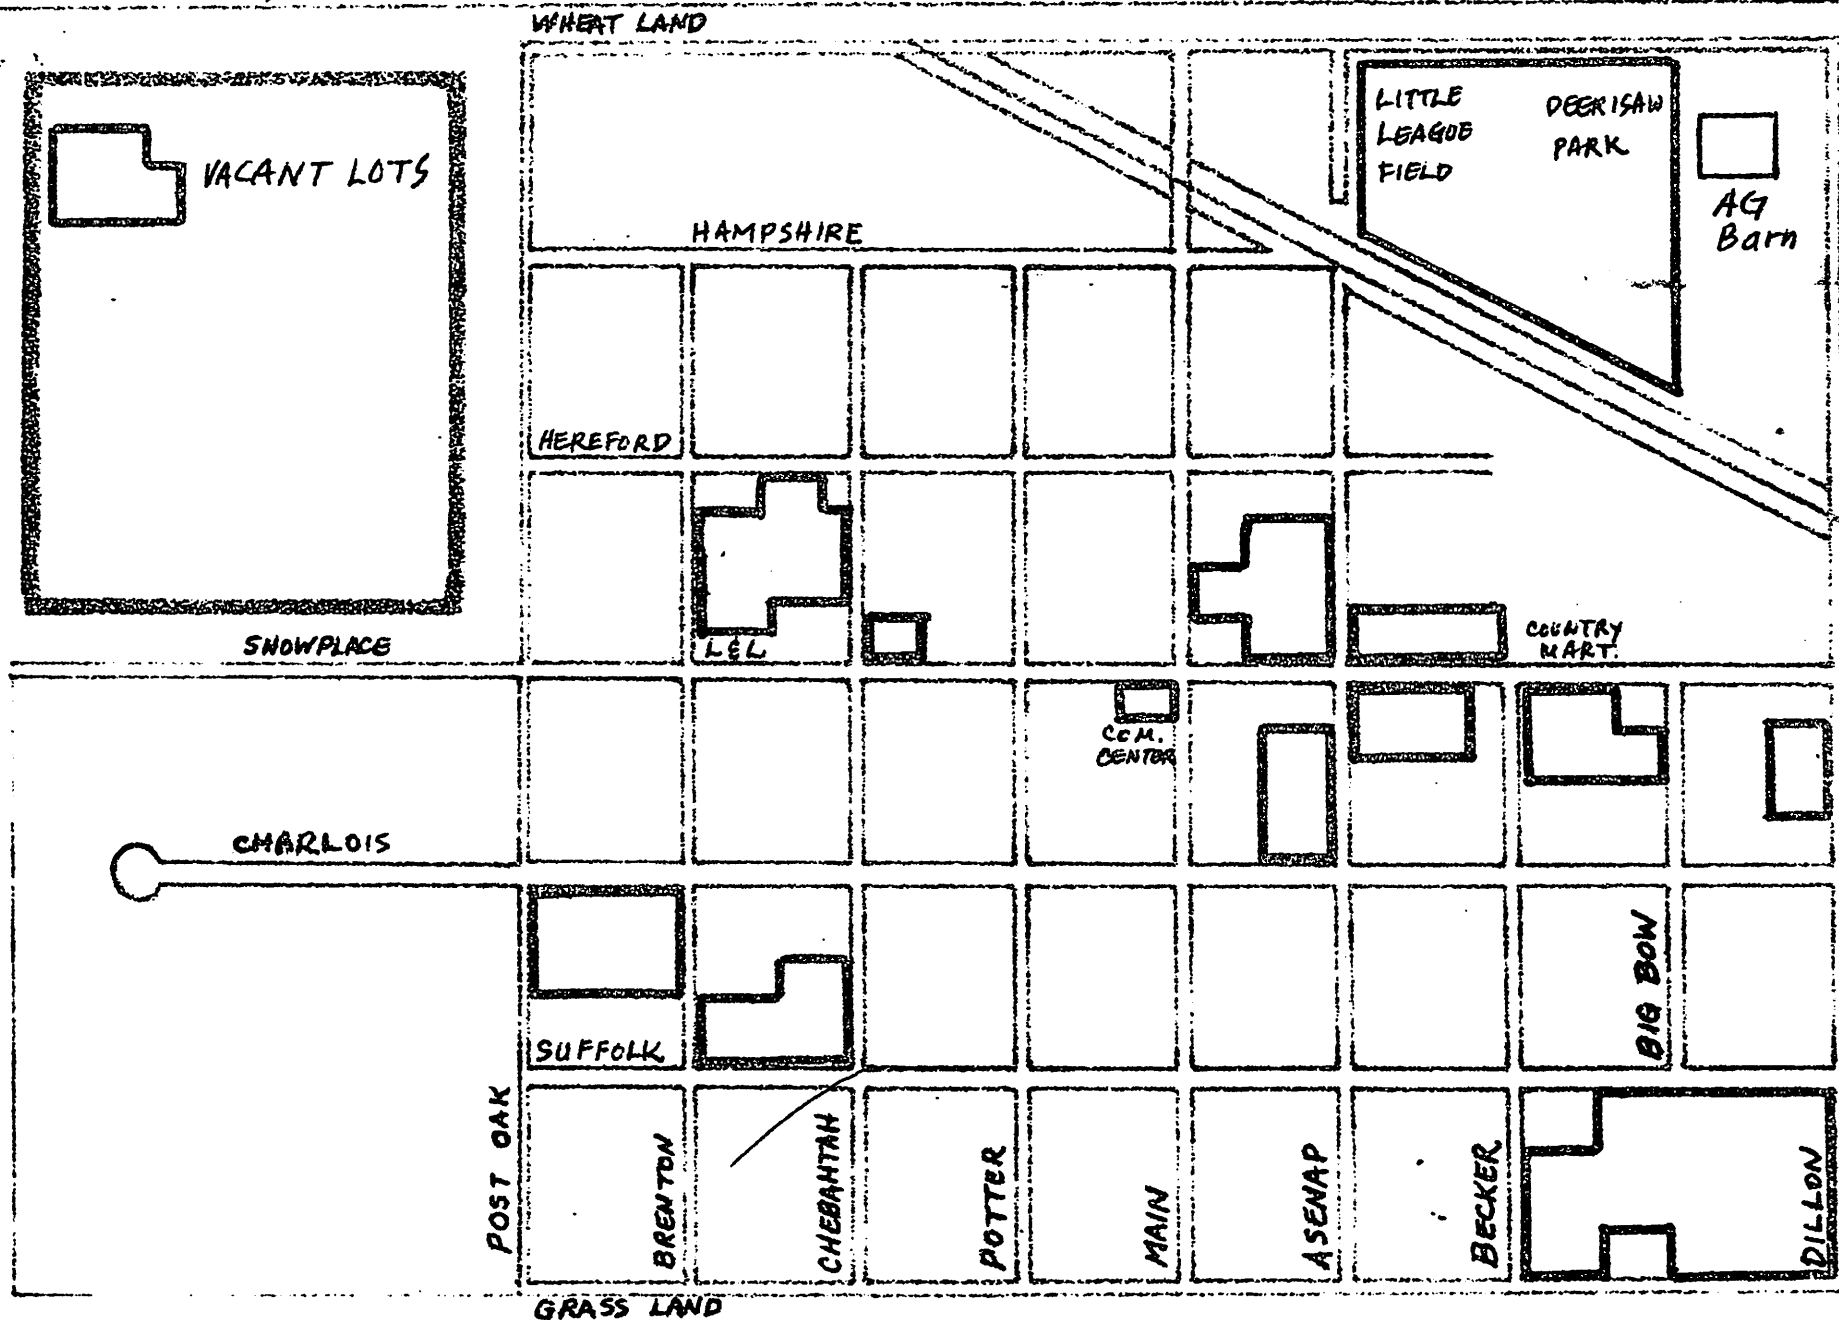 WHEAT LAND
LITTLE
LEAGUE
FIELD
DEERISAW
PARK
AG
Barn
VACANT LOTS
HAMPSHIRE
HEREFORD
L&L
SNOWPLACE
COUNTRY
MART.
COM.
CENTER
CHARLOIS
SUFFOLK
BIG BOW
POST OAK
BRENTON
CHEBAHTAH
POTTER
MAIN
ASENAP
BECKER
DILLON
GRASS LAND